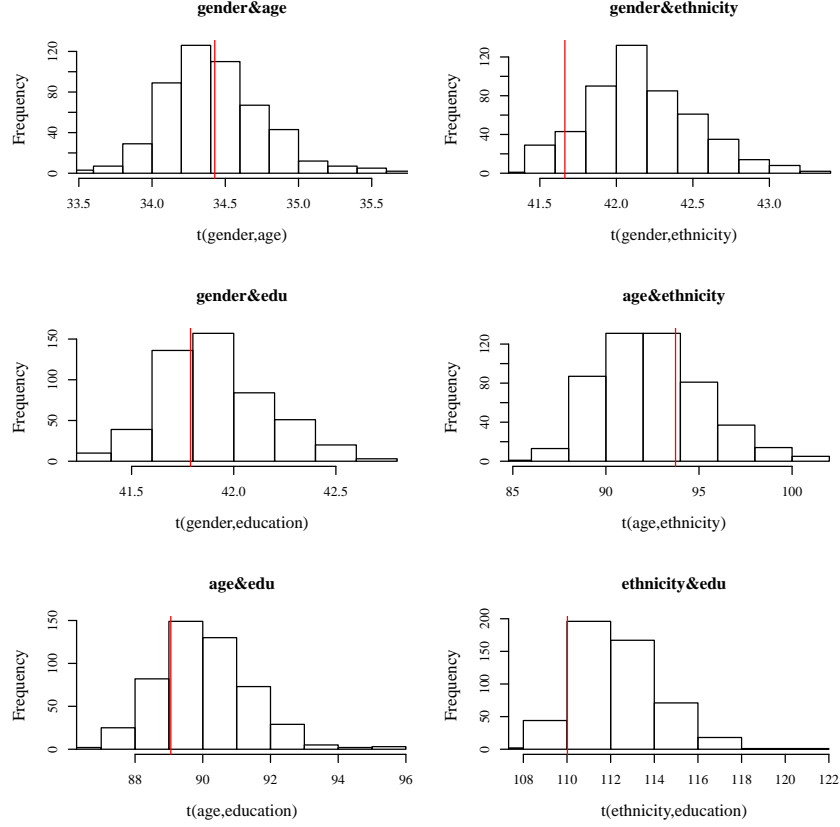 gender&age
Frequency
0 40 80 120
33.5 34.0 34.5 35.0 35.5
t(gender,age)
gender&ethnicity
Frequency
0 40 80 120
41.5 42.0 42.5 43.0
t(gender,ethnicity)
gender&edu
Frequency
0 50 100 150
41.5 42.0 42.5
t(gender,education)
age&ethnicity
Frequency
0 40 80 120
85 90 95 100
t(age,ethnicity)
age&edu
Frequency
0 50 100 150
88 90 92 94 96
t(age,education)
ethnicity&edu
Frequency
0 50 100 150 200
108 110 112 114 116 118 120 122
t(ethnicity,education)